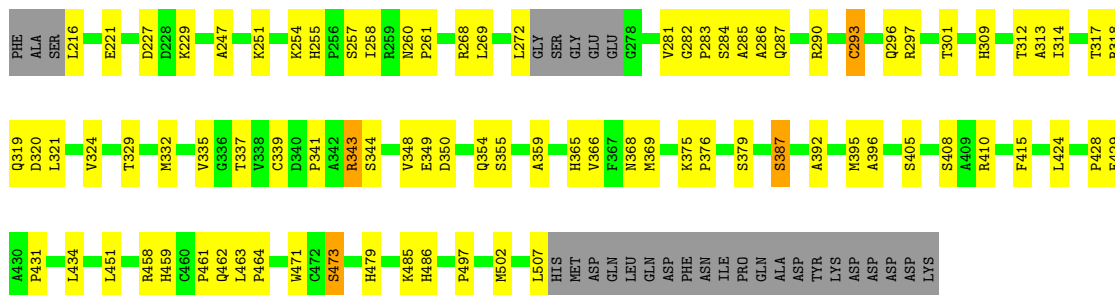 PHE ALA SER L216 E221 D227 D228 K229 A247 K251 K254 H255 P256 S257 I258 R259 N260 P261 R268 L269 L272 GLY SER GLY GLU GLU G278 V281 G282 P283 S284 A285 A286 Q287 R290 C293 Q296 R297 T301 H309 T312 A313 I314 T317
Q319 D320 L321 V324 T329 M332 V335 G336 T337 V338 C339 D340 P341 A342 R343 S344 V348 E349 D350 Q354 S355 A359 H365 V366 F367 N368 M369 K375 P376 S379 S387 A392 M395 A396 S405 S408 A409 R410 F415 L424 P428
A430 P431 L434 L451 R458 H459 C460 P461 Q462 L463 P464 W471 C472 S473 H479 K485 H486 P497 M502 L507 HIS MET ASP GLN LEU GLN ASP PHE ASN ILE PRO GLN ALA ASP TYR LYS ASP ASP ASP ASP LYS